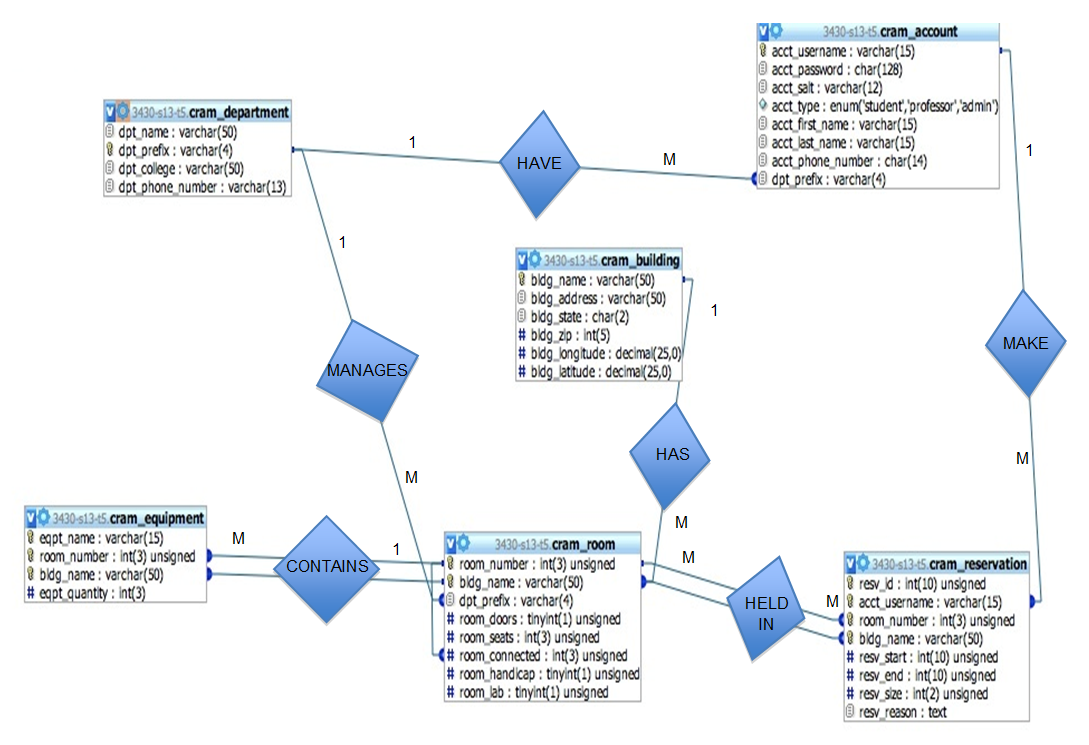 3430-s13-t5.cram_account
acct_username : varchar(15)
acct_password : char(128)
acct_salt : varchar(12)
acct_type : enum('student','professor','admin')
acct_first_name : varchar(15)
acct_last_name : varchar(15)
acct_phone_number : char(14)
dpt_prefix : varchar(4)
3430-s13-t5.cram_department
dpt_name : varchar(50)
dpt_prefix : varchar(4)
dpt_college : varchar(50)
dpt_phone_number : varchar(13)
1
HAVE
M
1
1
3430-s13-t5.cram_building
bldg_name : varchar(50)
bldg_address : varchar(50)
bldg_state : char(2)
bldg_zip : int(5)
bldg_longitude : decimal(25,0)
bldg_latitude : decimal(25,0)
1
MANAGES
MAKE
HAS
M
M
M
3430-s13-t5.cram_equipment
eqpt_name : varchar(15)
room_number : int(3) unsigned
bldg_name : varchar(50)
eqpt_quantity : int(3)
M
CONTAINS
1
3430-s13-t5.cram_room
room_number : int(3) unsigned
bldg_name : varchar(50)
dpt_prefix : varchar(4)
room_doors : tinyint(1) unsigned
room_seats : int(3) unsigned
room_connected : int(3) unsigned
room_handicap : tinyint(1) unsigned
room_lab : tinyint(1) unsigned
M
HELD
IN
M
3430-s13-t5.cram_reservation
resv_id : int(10) unsigned
acct_username : varchar(15)
room_number : int(3) unsigned
bldg_name : varchar(50)
resv_start : int(10) unsigned
resv_end : int(10) unsigned
resv_size : int(2) unsigned
resv_reason : text